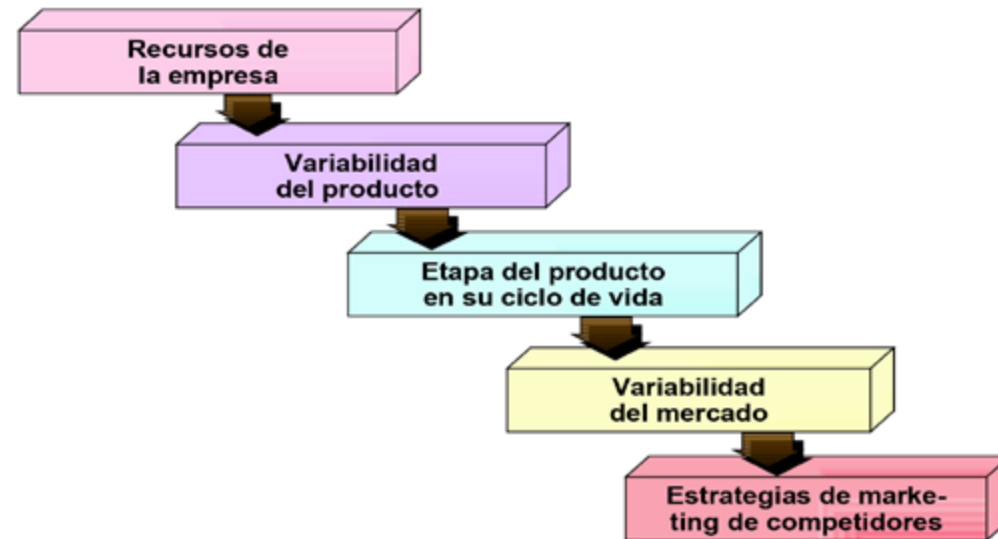 Recursos de
la empresa
Variabilidad
del producto
Etapa del producto
en su ciclo de vida
Variabilidad
del mercado
Estrategias de marke-
ting de competidores